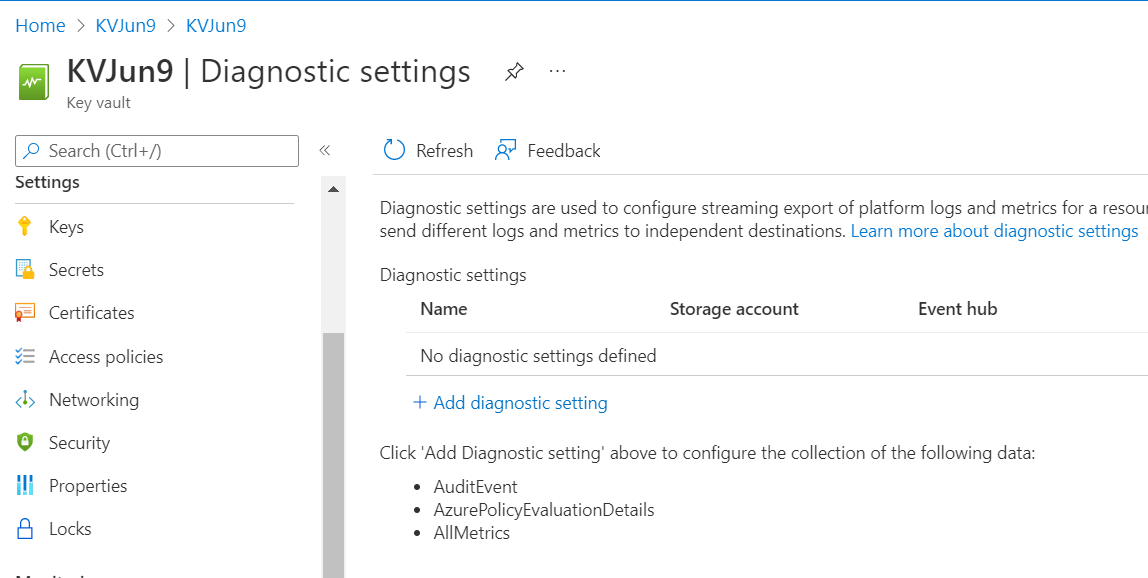 Home > KVJun9 > KVJun9
KVJun9 | Diagnostic settings
Key vault
Search (Ctrl+/)
Settings
Keys
Secrets
Certificates
Access policies
Networking
Security
Properties
Locks
Refresh Feedback
Diagnostic settings are used to configure streaming export of platform logs and metrics for a
send different logs and metrics to independent destinations. Learn more about diagnostic settings
Diagnostic settings
Name Storage account Event hub
No diagnostic settings defined
+ Add diagnostic setting
Click 'Add Diagnostic setting' above to configure the collection of the following data:
• AuditEvent
• AzurePolicyEvaluationDetails
• AllMetrics